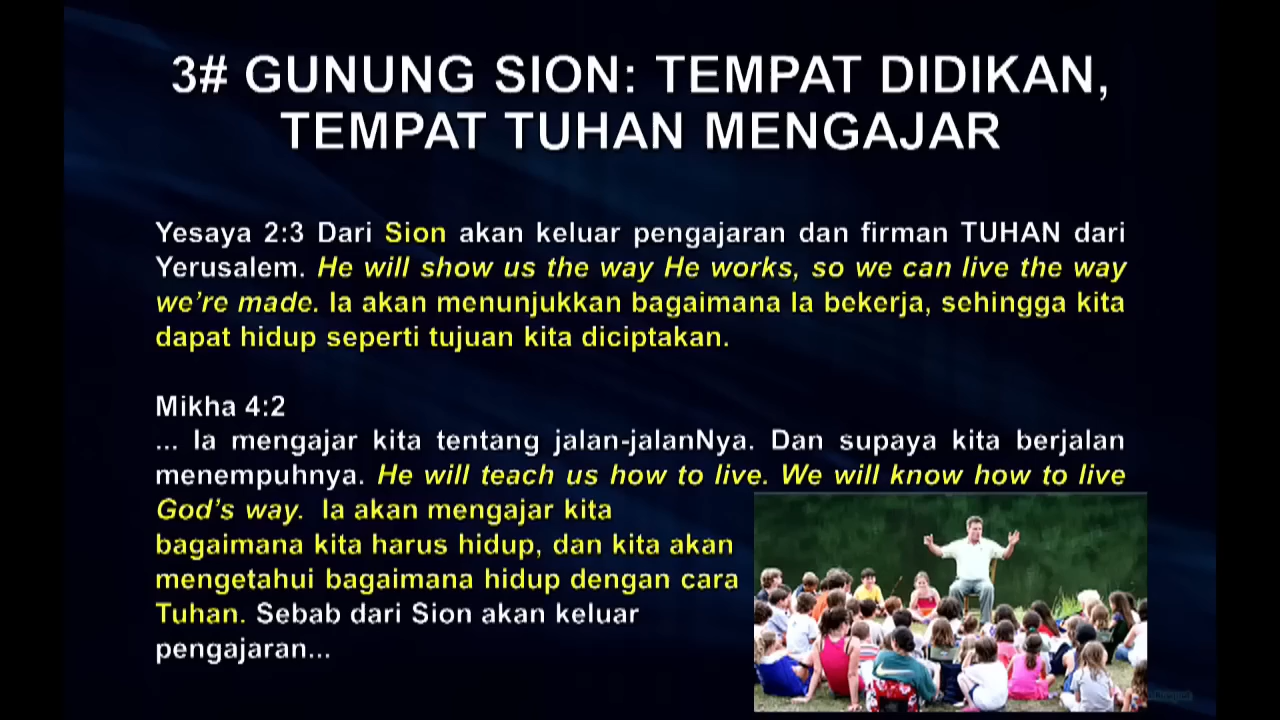 3# GUNUNG SION: TEMPAT DIDIKAN,
TEMPAT TUHAN MENGAJAR
Yesaya 2:3 Dari Sion akan keluar pengajaran dan firman TUHAN dari
Yerusalem. He will show us the way He works, so we can live the way
we're made. Ia akan menunjukkan bagaimana Ia bekerja, sehingga kita
dapat hidup seperti tujuan kita diciptakan.
Mikha 4:2
... Ia mengajar kita tentang jalan-jalanNya. Dan supaya kita berjalan
menempuhnya. He will teach us how to live. We will know how to live
God's way. Ia akan mengajar kita
bagaimana kita harus hidup, dan kita akan
mengetahui bagaimana hidup dengan cara
Tuhan. Sebab dari Sion akan keluar
pengajaran...